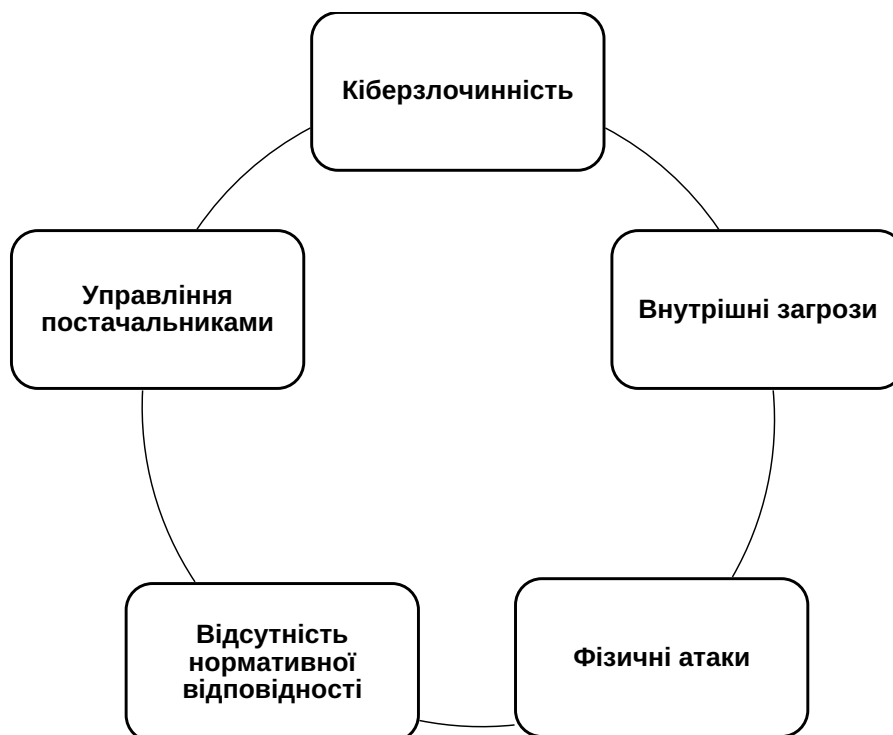 Кіберзлочинність
Управління
постачальниками
Внутрішні загрози
Відсутність
нормативної
відповідності
Фізичні атаки